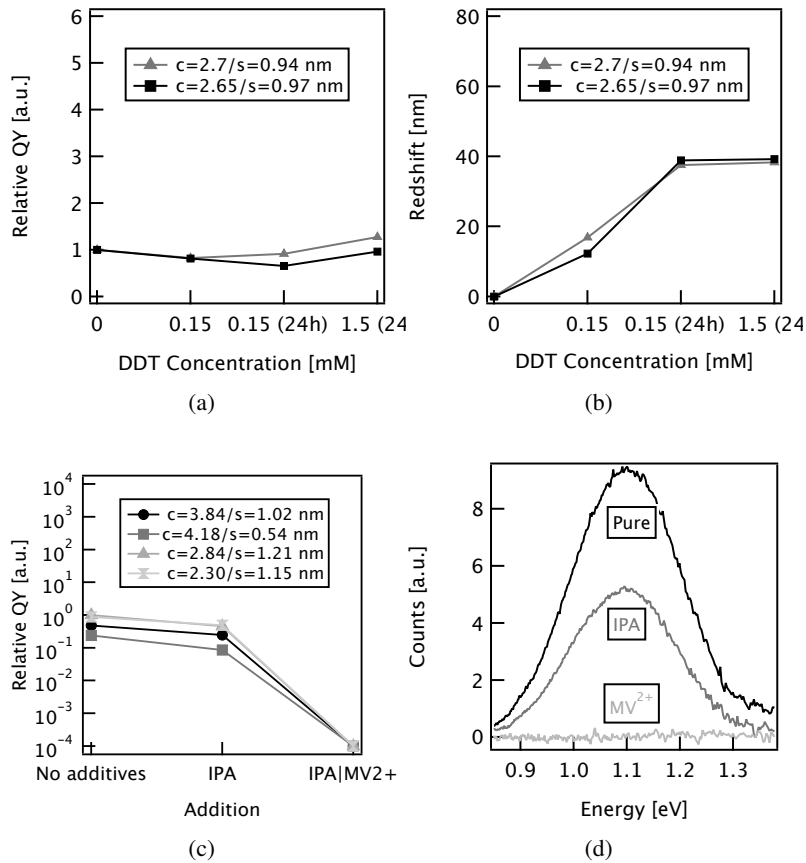 6
5
4
3
2
1
0
Relative QY [a.u.]
c=2.7/s=0.94 nm
c=2.65/s=0.97 nm
0
0.15
0.15 (24h)
1.5 (24
DDT Concentration [mM]
(a)
80
60
40
20
0
Redshift [nm]
c=2.7/s=0.94 nm
c=2.65/s=0.97 nm
0
0.15
0.15 (24h)
1.5 (24
DDT Concentration [mM]
(b)
10^4
10^3
10^2
10^1
10^0
10^-1
10^-2
10^-3
10^-4
Relative QY [a.u.]
c=3.84/s=1.02 nm
c=4.18/s=0.54 nm
c=2.84/s=1.21 nm
c=2.30/s=1.15 nm
No additives
IPA
IPA|MV2+
Addition
(c)
8
6
4
2
0
Counts [a.u.]
Pure
IPA
MV^2+
0.9
1.0
1.1
1.2
1.3
Energy [eV]
(d)